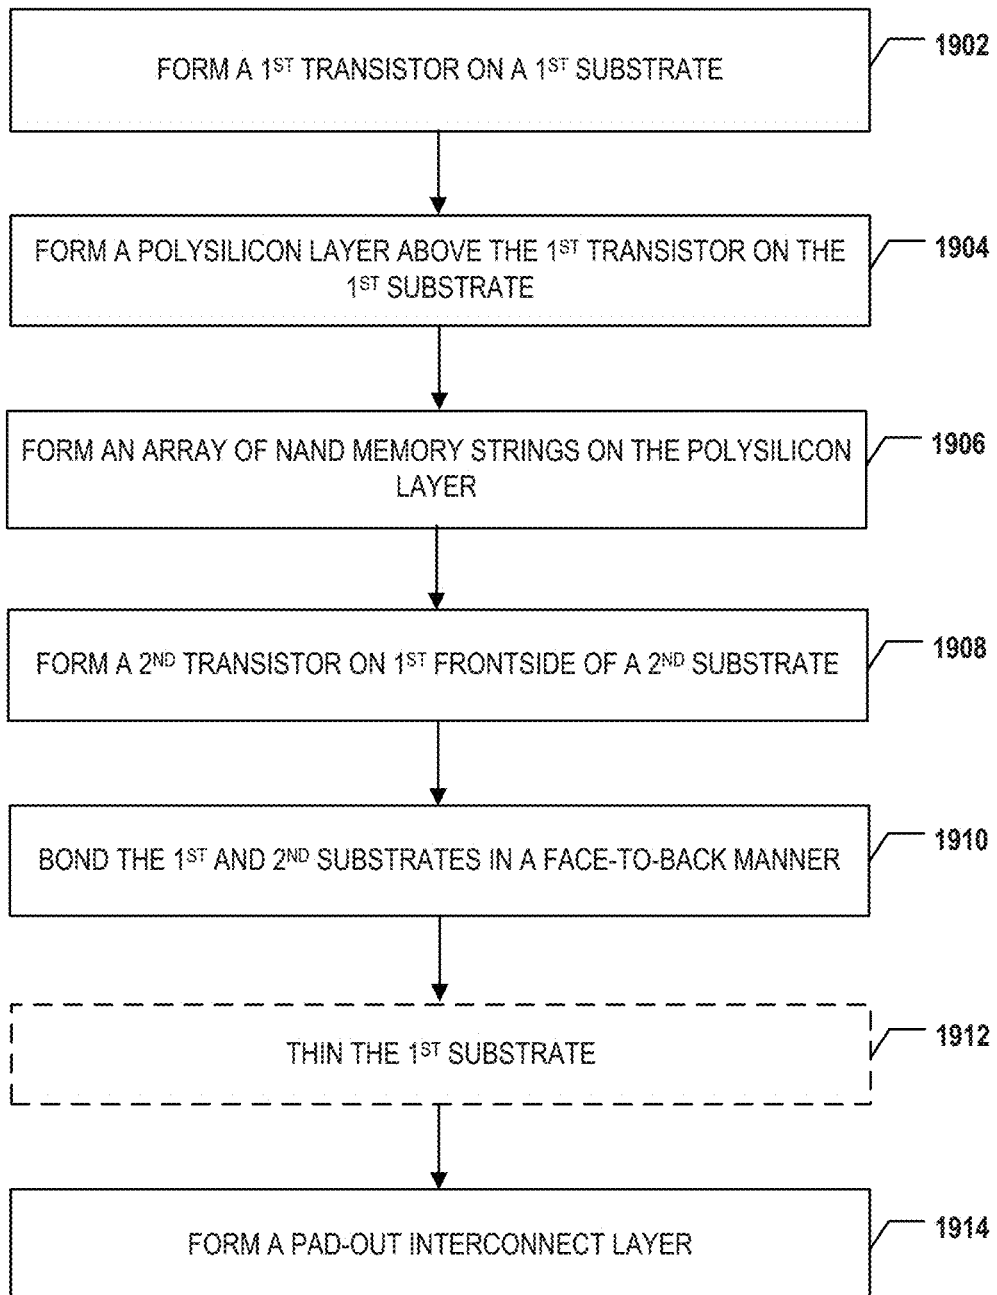 FORM A 1ST TRANSISTOR ON A 1ST SUBSTRATE
1902
FORM A POLYSILICON LAYER ABOVE THE 1ST TRANSISTOR ON THE
1ST SUBSTRATE
1904
FORM AN ARRAY OF NAND MEMORY STRINGS ON THE POLYSILICON
LAYER
1906
FORM A 2ND TRANSISTOR ON 1ST FRONTSIDE OF A 2ND SUBSTRATE
1908
BOND THE 1ST AND 2ND SUBSTRATES IN A FACE-TO-BACK MANNER
1910
THIN THE 1ST SUBSTRATE
1912
FORM A PAD-OUT INTERCONNECT LAYER
1914